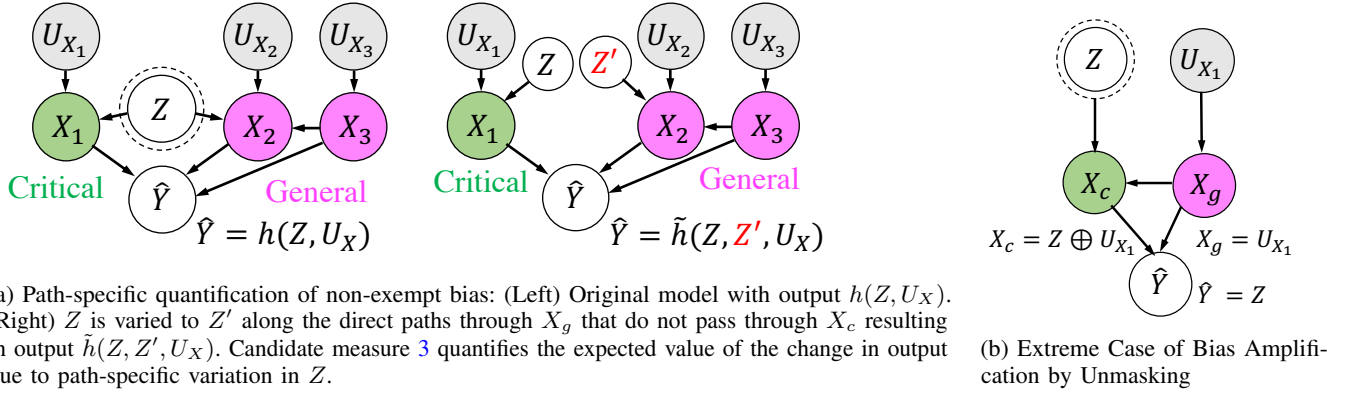 U_{X_1} U_{X_2} U_{X_3}
Z
X_1 X_2 X_3
Critical General
Ŷ
Ŷ = h(Z, U_X)
U_{X_1} Z Z′ U_{X_2} U_{X_3}
X_1 X_2 X_3
Critical General
Ŷ
Ŷ = h̃(Z, Z′, U_X)
a) Path-specific quantification of non-exempt bias: (Left) Original model with output h(Z, U_X).
Right) Z is varied to Z′ along the direct paths through X_g that do not pass through X_c resulting
n output h̃(Z, Z′, U_X). Candidate measure 3 quantifies the expected value of the change in output
ue to path-specific variation in Z.
Z U_{X_1}
X_c X_g
X_c = Z ⊕ U_{X_1} X_g = U_{X_1}
Ŷ Ŷ = Z
(b) Extreme Case of Bias Amplifi-
cation by Unmasking